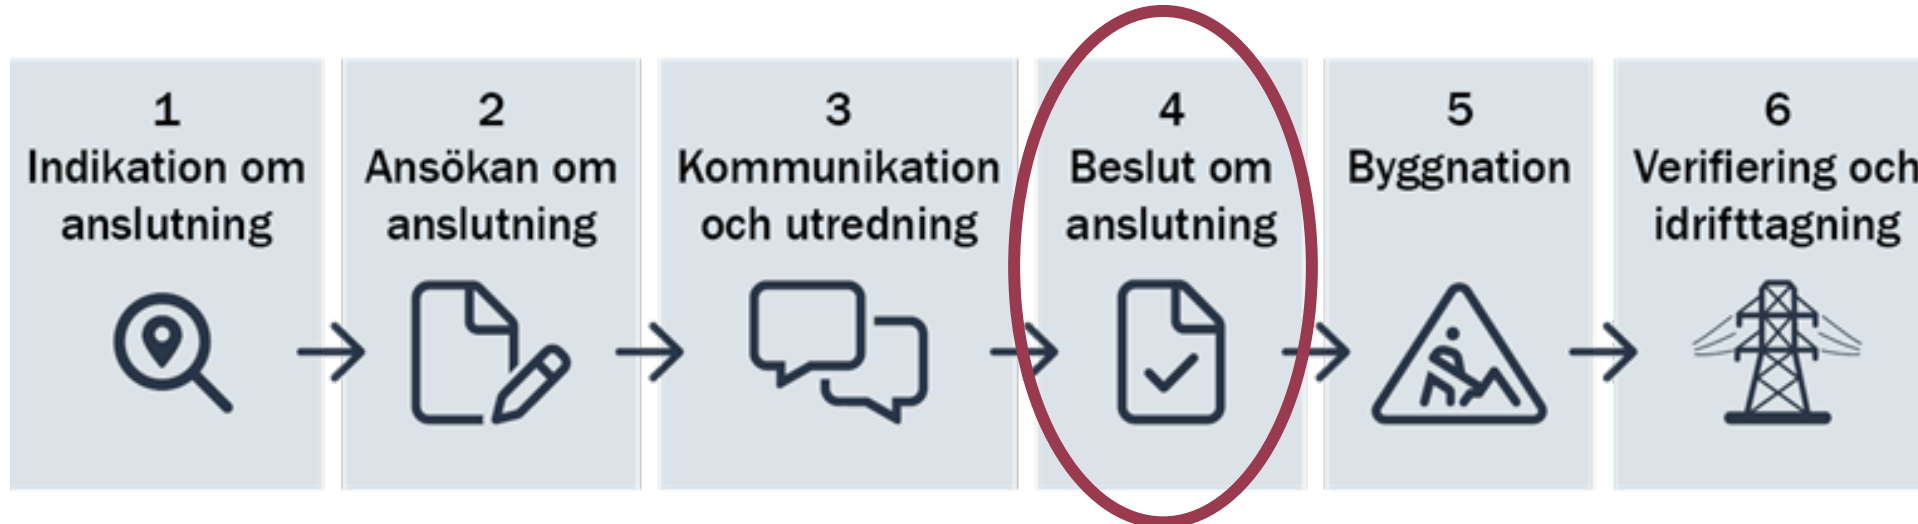 1
Indikation om
anslutning
2
Ansökan om
anslutning
3
Kommunikation
och utredning
4
Beslut om
anslutning
5
Byggnation
6
Verifiering och
idrifttagning